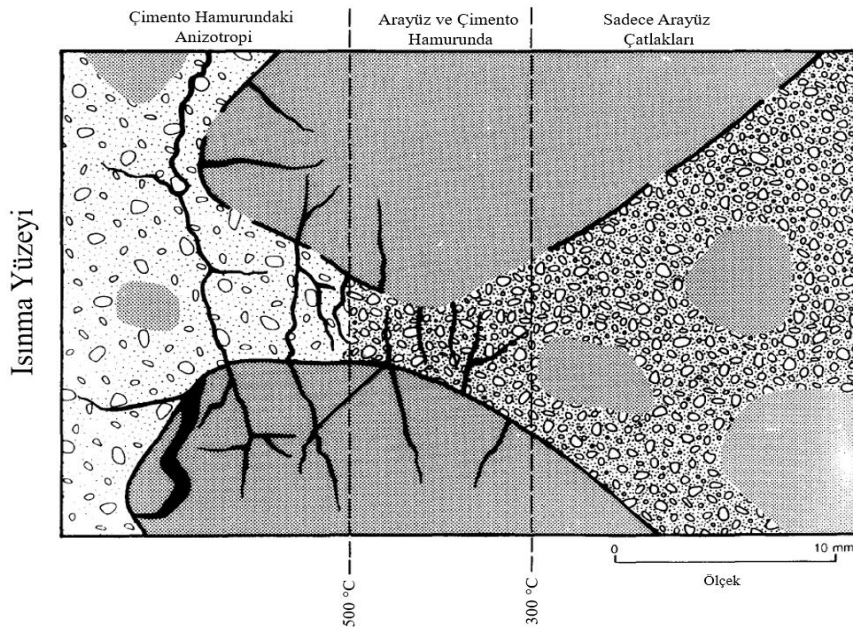 Çimento Hamurundaki
Anizotropi
Arayüz ve Çimento
Hamurunda
Sadece Arayüz
Çatlakları
Isınma Yüzeyi
500 °C
300 °C
0
10 mm
Ölçek